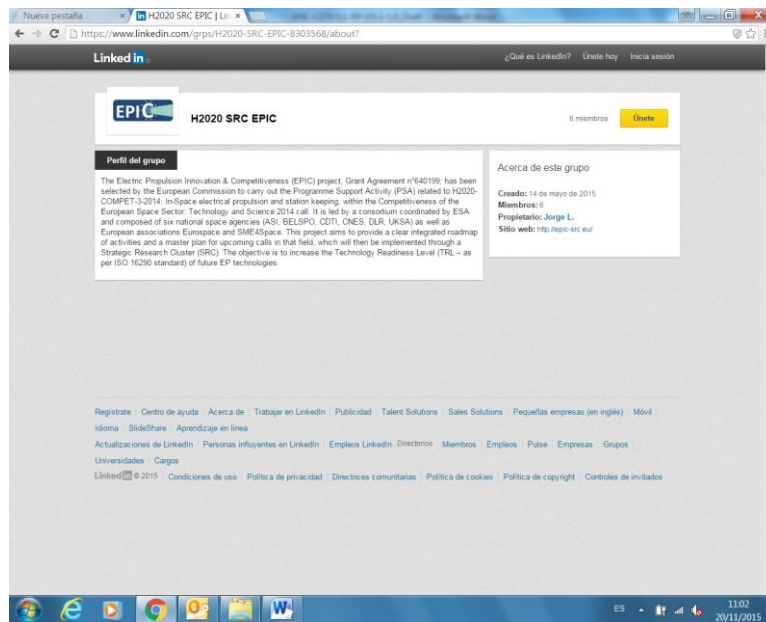 Nueva pestaña
H2020 SRC EPIC | Lin
https://www.linkedin.com/grps/H2020-SRC-EPIC-8303568/about?
Linked in
¿Qué es LinkedIn? Únete hoy Inicia sesión
EPIC
H2020 SRC EPIC
6 miembros
Únete
Perfil del grupo
The Electric Propulsion Innovation & Competitiveness (EPIC) project, Grant Agreement n°640199, has been
selected by the European Commission to carry out the Programme Support Activity (PSA) related to H2020-
COMPET-3-2014: In-Space electrical propulsion and station keeping, within the Competitiveness of the
European Space Sector: Technology and Science 2014 call. It is led by a consortium coordinated by ESA
and composed of six national space agencies (ASI, BELSPO, CDTI, CNES, DLR, UKSA) as well as
European associations Eurospace and SME4Space. This project aims to provide a clear integrated roadmap
of activities and a master plan for upcoming calls in that field, which will then be implemented through a
Strategic Research Cluster (SRC). The objective is to increase the Technology Readiness Level (TRL – as
per ISO 16290 standard) of future EP technologies.
Acerca de este grupo
Creado: 14 de mayo de 2015
Miembros: 6
Propietario: Jorge L.
Sitio web: http://epic-src.eu/
Regístrate Centro de ayuda Acerca de Trabajar en LinkedIn Publicidad Talent Solutions Sales Solutions Pequeñas empresas (en inglés) Móvil
Idioma SlideShare Aprendizaje en línea
Actualizaciones de LinkedIn Personas influyentes en LinkedIn Empleos LinkedIn Directorios Miembros Empleos Pulse Empresas Grupos
Universidades Cargos
Linked in © 2015 Condiciones de uso Política de privacidad Directrices comunitarias Política de cookies Política de copyright Controles de invitados
ES
11:02
20/11/2015